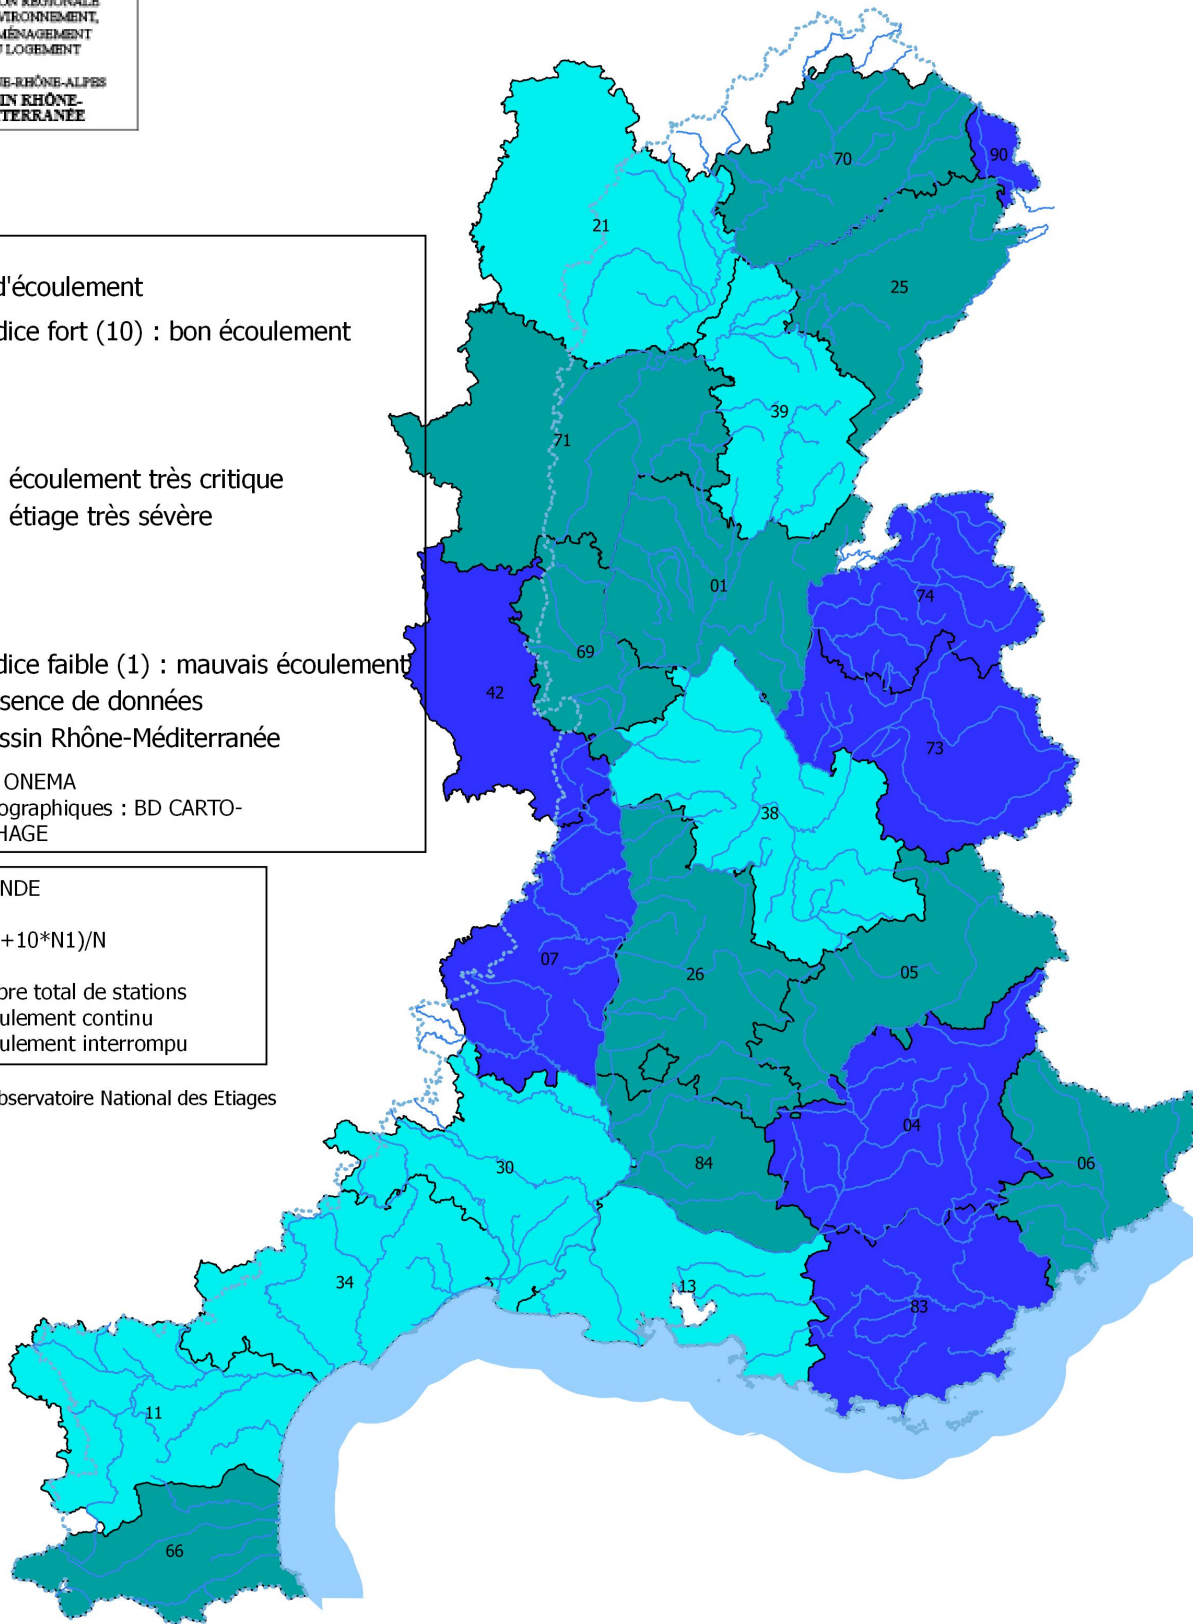 ON RÉGIONALE
VIRONNEMENT,
MÉNAGEMENT
U LOGEMENT
NE-RHÔNE-ALPES
IN RHÔNE-
TERRANÉE
d'écoulement
dice fort (10) : bon écoulement
écoulement très critique
étiage très sévère
dice faible (1) : mauvais écoulement
sence de données
ssin Rhône-Méditerranée
ONEMA
ographiques : BD CARTO-
HAGE
NDE
+10*N1)/N
bre total de stations
ulement continu
ulement interrompu
bservatoire National des Etiages
70
90
21
25
39
71
01
74
69
42
73
38
07
26
05
04
30
84
06
34
13
83
11
66